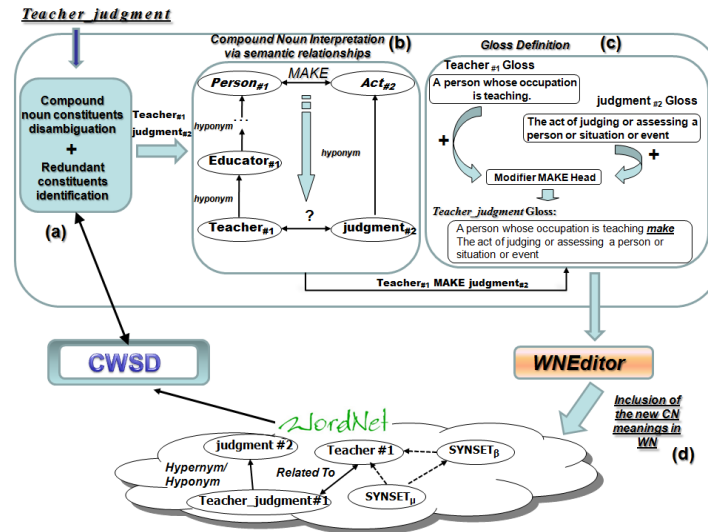 Teacher_judgment
Compound
noun constituents
disambiguation
+
Redundant
constituents
identification
(a)
Teacher#1
judgment#2
Compound Noun Interpretation
via semantic relationships
(b)
Person#1
MAKE
Act#2
hyponym
...
hyponym
Educator#1
hyponym
?
Teacher#1
judgment#2
Gloss Definition
(c)
Teacher #1 Gloss
A person whose occupation
is teaching.
judgment #2 Gloss
The act of judging or assessing a
person or situation or event
+
+
Modifier MAKE Head
Teacher_judgment Gloss:
A person whose occupation is teaching make
The act of judging or assessing a person or
situation or event
Teacher#1 MAKE judgment#2
CWSD
WNEditor
Inclusion of
the new CN
meanings in
WN
(d)
WordNet
judgment #2
Teacher #1
SYNSETβ
Hypernym/
Hyponym
Related To
Teacher_judgment#1
SYNSETμ